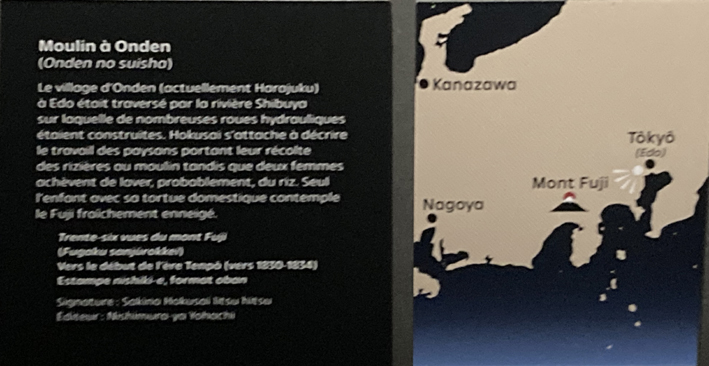 Moulin à Onden
(Onden no suisha)
Le village d'Onden (actuellement Harajuku)
à Edo était traversé par la rivière Shibuya
sur laquelle de nombreuses roues hydrauliques
étaient construites. Hokusai s'attache à décrire
le travail des paysans portant leur récolte
des rizières au moulin tandis que deux femmes
achèvent de laver, probablement, du riz. Seul
l'enfant avec sa tortue domestique contemple
le Fuji fraîchement enneigé.
Trente-six vues du mont Fuji
(Fugaku sanjūrokkei)
Vers le début de l'ère Tenpō (vers 1830-1834)
Estampe nishiki-e, format oban
Signature : Sakino Hokusai Iitsu hitsu
Éditeur : Nishimura-ya Yohachi
Kanazawa
Tōkyō
(Edo)
Mont Fuji
Nagoya